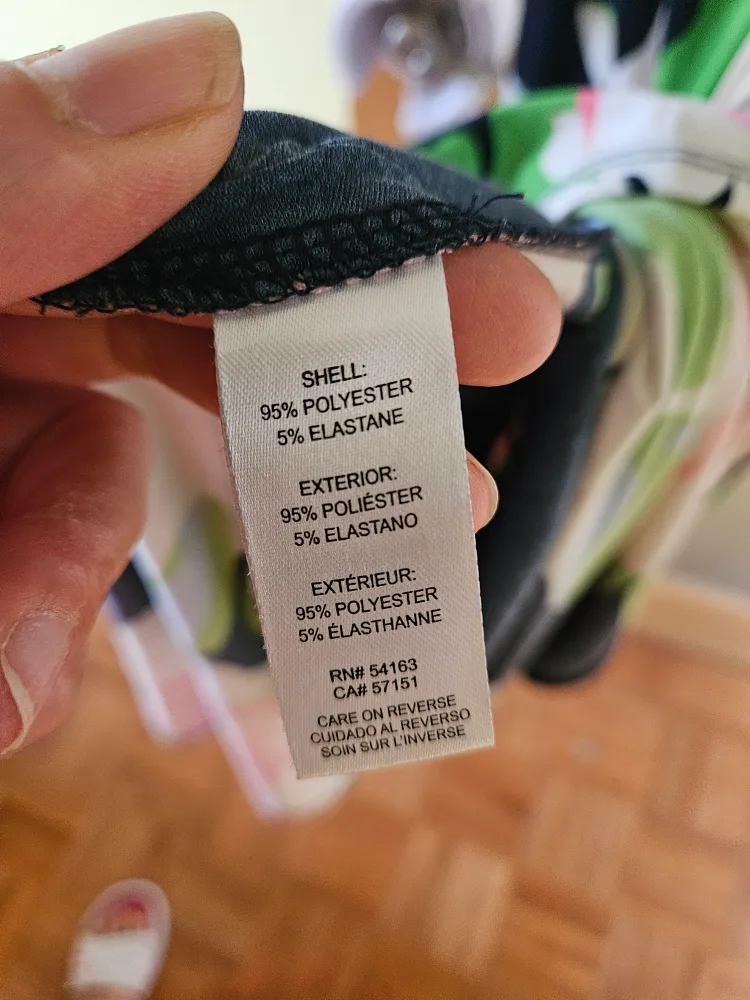 SHELL:
95% POLYESTER
5% ELASTANE
EXTERIOR:
95% POLIÉSTER
5% ELASTANO
EXTÉRIEUR:
95% POLYESTER
5% ÉLASTHANNE
RN# 54163
CA# 57151
CARE ON REVERSE
CUIDADO AL REVERSO
SOIN SUR L'INVERSE